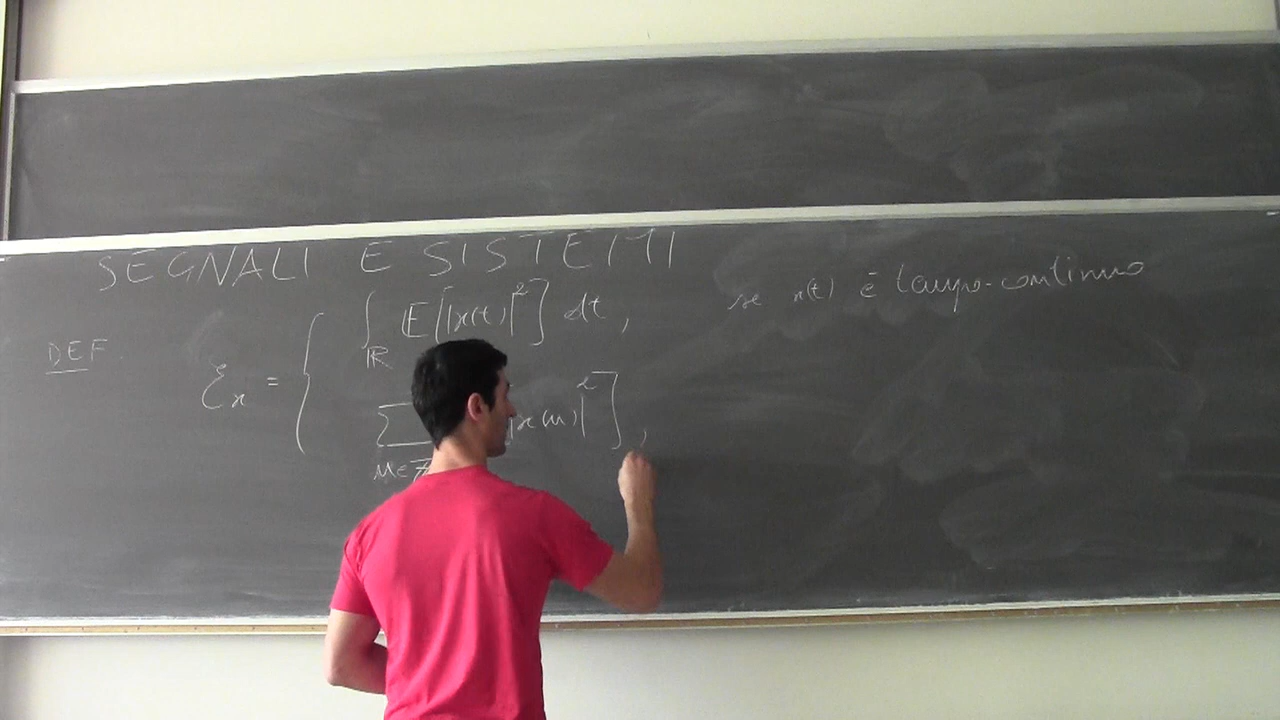 SEGNALI E SISTEMI
∫ E[|x(t)|²] dt, se x(t) è tempo-continuo
ℝ
DEF.
ℰx = {
∑ |x(n)|²],
n∈ℤ